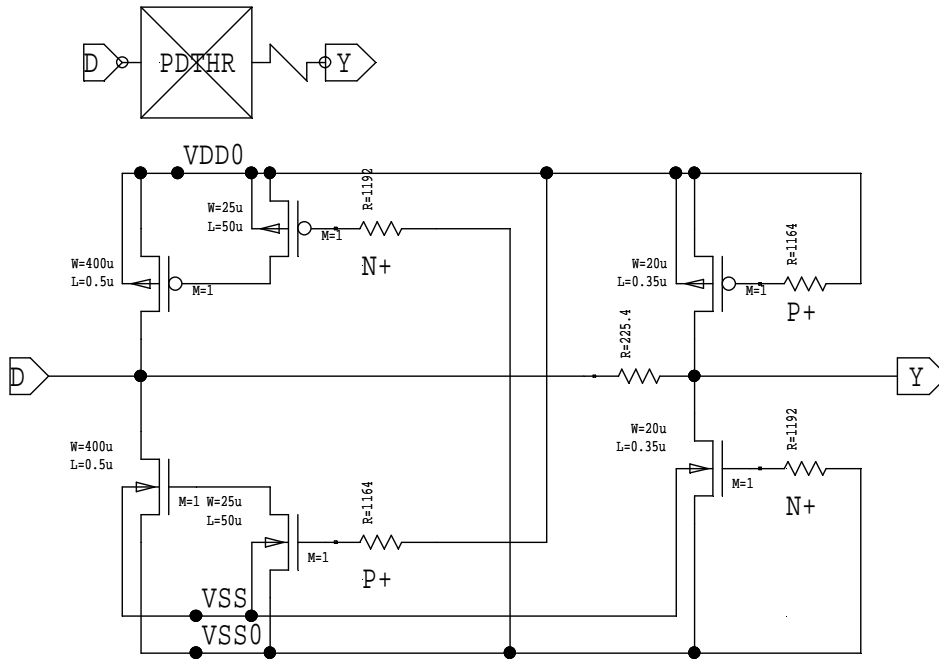 D
PDTHR
Y
VDD0
R=1192
W=25u
L=50u
M=1
N+
W=400u
L=0.5u
M=1
W=20u
L=0.35u
M=1
R=1164
P+
R=225.4
D
Y
W=400u
L=0.5u
M=1
W=25u
L=50u
M=1
R=1164
P+
W=20u
L=0.35u
M=1
R=1192
N+
VSS
VSS0